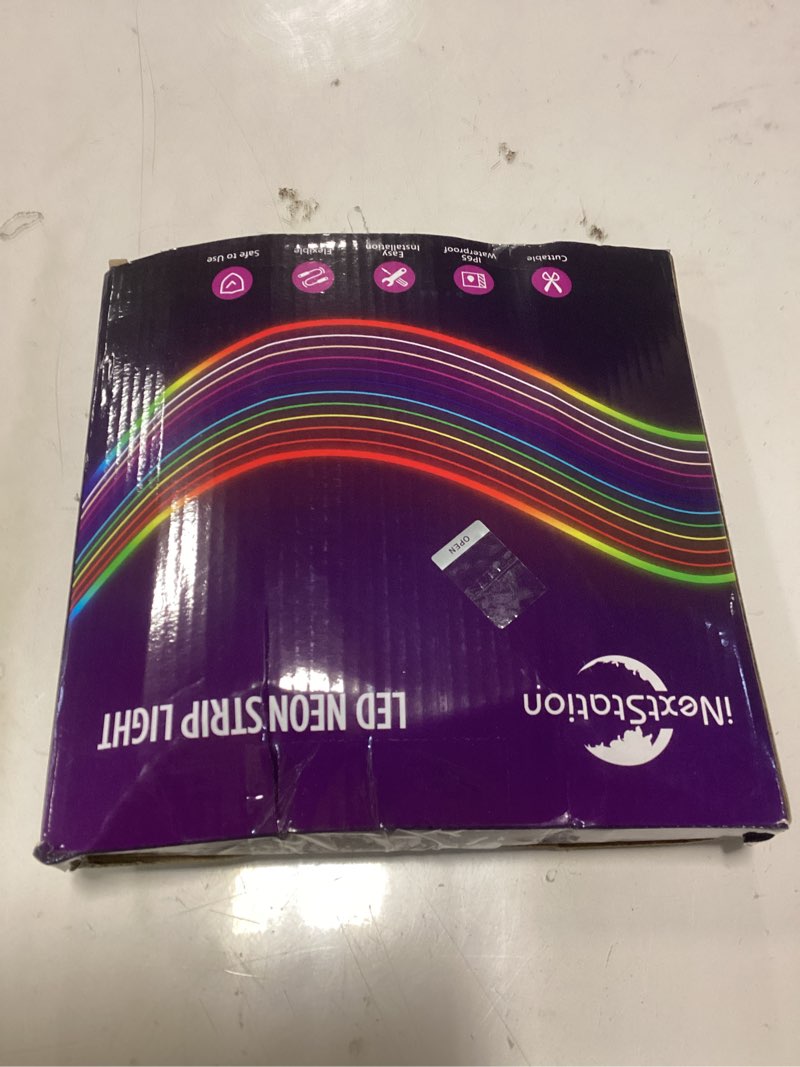 iNextStation
LED NEON STRIP LIGHT
OPEN
Cuttable
IP65
Waterproof
Easy
Installation
Flexible
Safe to Use